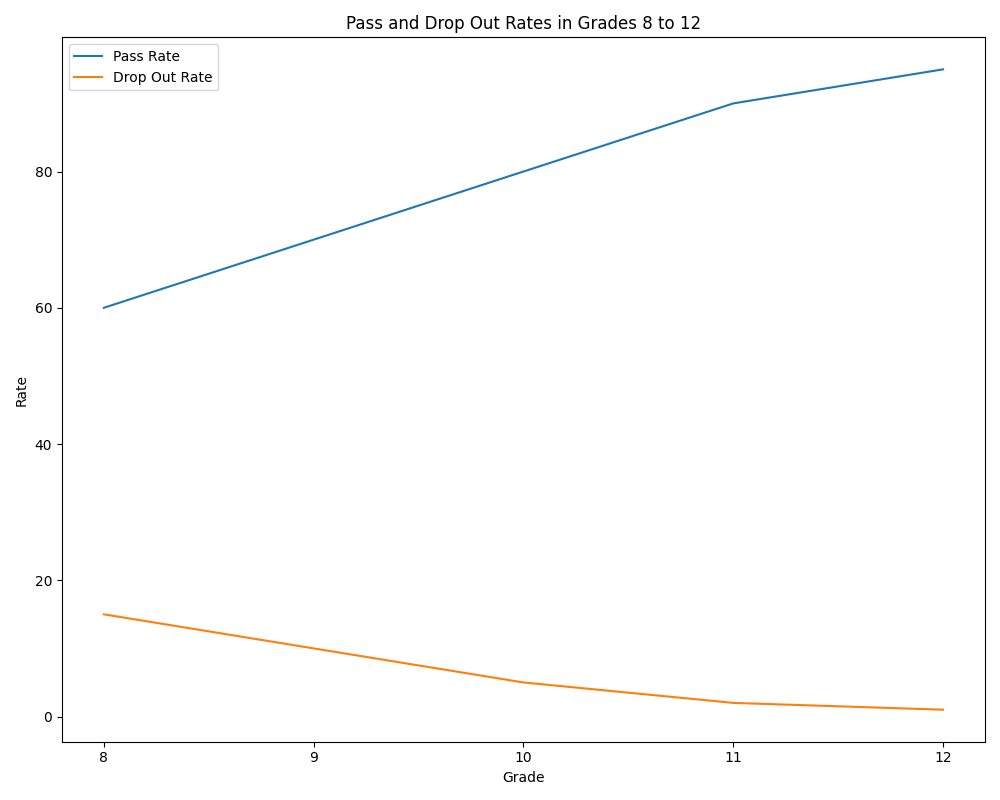 Pass and Drop Out Rates in Grades 8 to 12
Pass Rate
Drop Out Rate
80
60
40
20
0
Rate
8 9 10 11 12
Grade